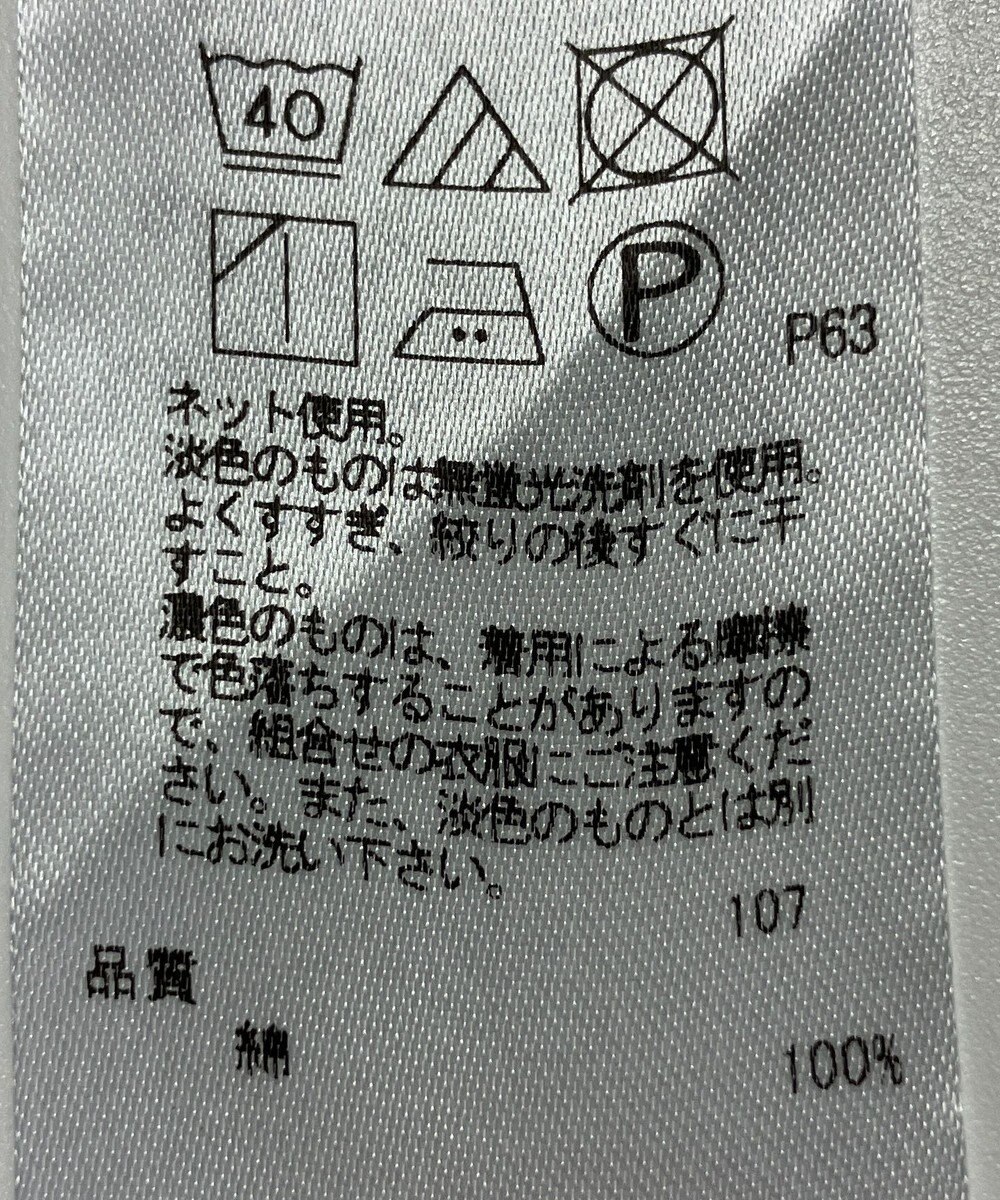 40
P
P63
ネット使用。
淡色のものは無蛍光洗剤を使用。
よくすすぎ、絞りの後すぐに干
すこと。
濃色のものは、着用による摩擦
で色落ちすることがありますの
で、組合せの衣服にご注意くだ
さい。また、淡色のものとは別
にお洗い下さい。
107
品質
綿 100%